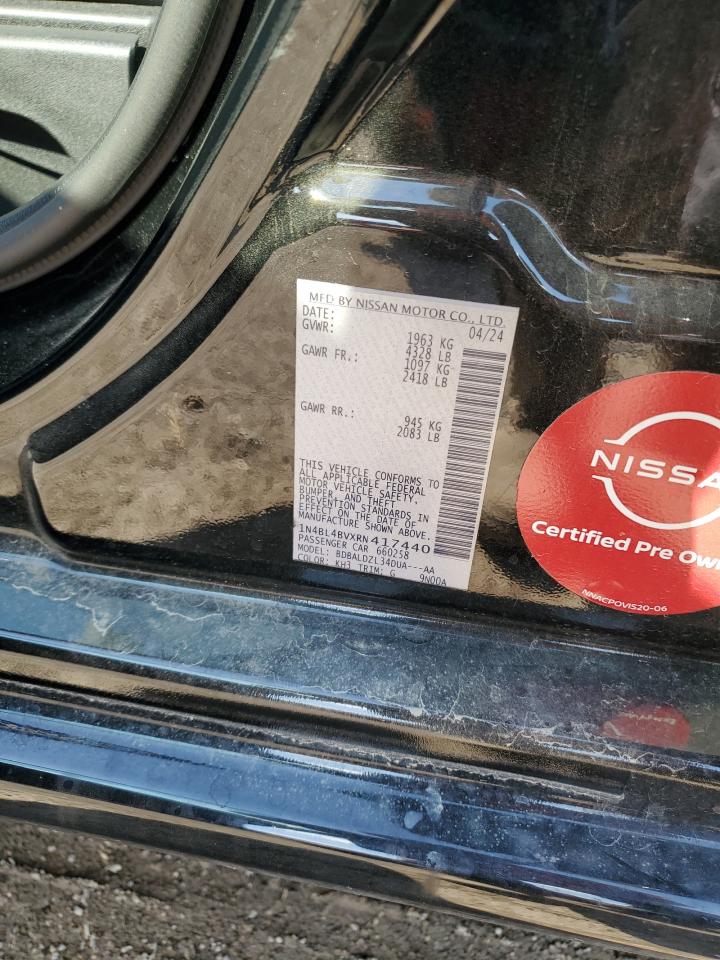 MFD BY NISSAN MOTOR CO., LTD.
DATE: 04/24
GVWR: 1963 KG
4328 LB
GAWR FR.: 1097 KG
2418 LB
GAWR RR.: 945 KG
2083 LB
THIS VEHICLE CONFORMS TO
ALL APPLICABLE FEDERAL
MOTOR VEHICLE SAFETY,
BUMPER, AND THEFT
PREVENTION STANDARDS IN
EFFECT ON THE DATE OF
MANUFACTURE SHOWN ABOVE.
1N4BL4BVXRN417440
PASSENGER CAR 660258
MODEL: BDBALDZL34DUA---AA
COLOR: KH3 TRIM: G 9N00A
NISSA
Certified Pre Own
NNACPOVIS20-06